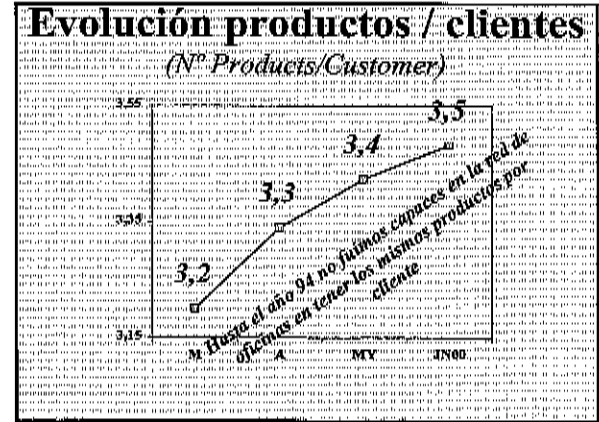 Evolución productos / clientes
(Nº Products/Customer)
3,55
3,5
3,4
3,3
3,35
3,2
3,15
Hasta el año 94 no fuimos capaces en la red de
oficinas en tener los mismos productos por
cliente
M A MY JN00